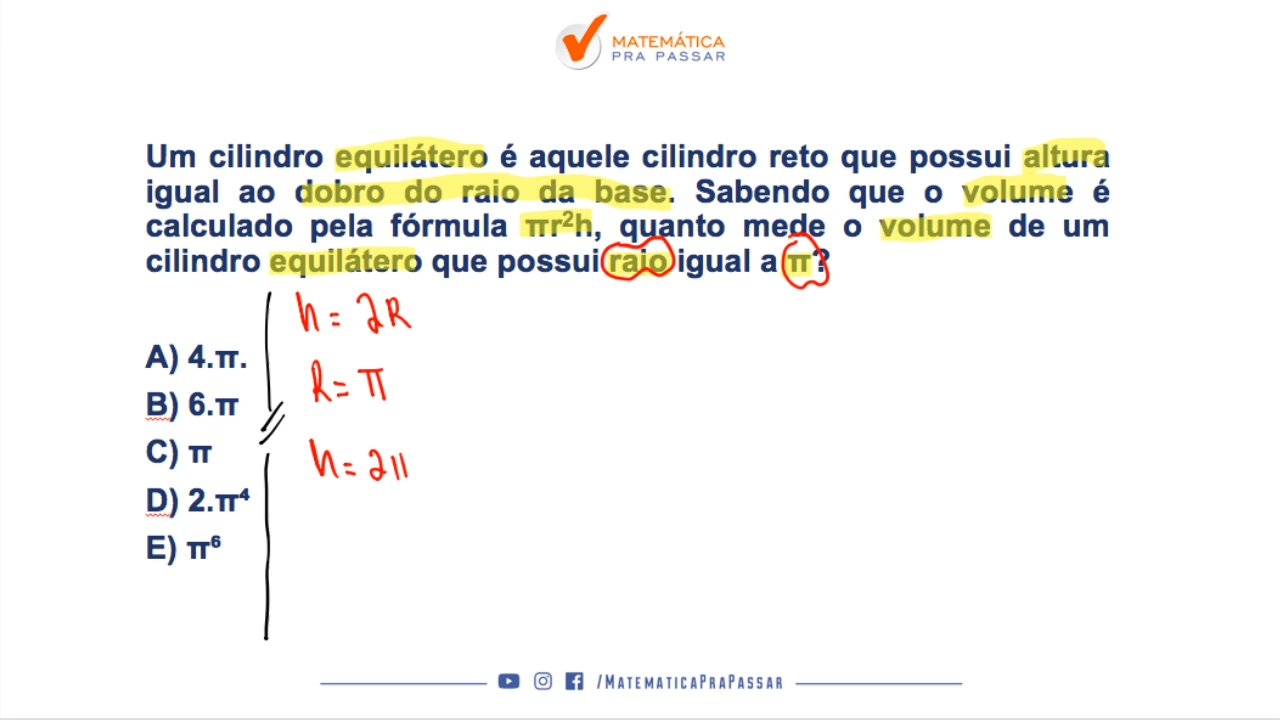 MATEMÁTICA
PRA PASSAR
Um cilindro equilátero é aquele cilindro reto que possui altura
igual ao dobro do raio da base. Sabendo que o volume é
calculado pela fórmula πr²h, quanto mede o volume de um
cilindro equilátero que possui raio igual a π?
h = 2R
A) 4.π.
R = π
B) 6.π
C) π
h = 2π
D) 2.π⁴
E) π⁶
/MATEMATICAPRAPASSAR